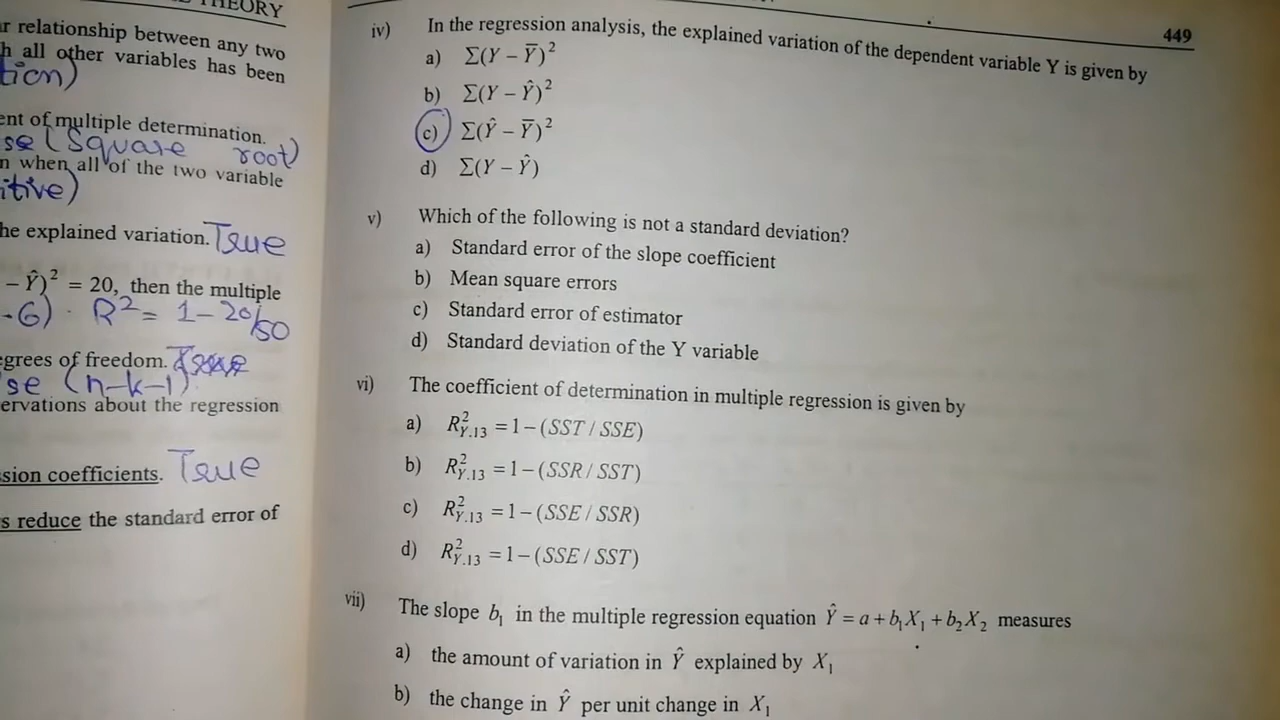 THEORY
r relationship between any two
h all other variables has been
tion)
ent of multiple determination.
se (square root)
n when all of the two variable
itive)
he explained variation. True
– Ŷ)² = 20, then the multiple
-6) . R² = 1 - 20/50
egrees of freedom.
se (n-k-1)
ervations about the regression
sion coefficients. True
s reduce the standard error of
449
iv) In the regression analysis, the explained variation of the dependent variable Y is given by
a) Σ(Y – Ȳ)²
b) Σ(Y – Ŷ)²
c) Σ(Ŷ – Ȳ)²
d) Σ(Y – Ŷ)
v) Which of the following is not a standard deviation?
a) Standard error of the slope coefficient
b) Mean square errors
c) Standard error of estimator
d) Standard deviation of the Y variable
vi) The coefficient of determination in multiple regression is given by
a) R²Y.13 = 1 – (SST / SSE)
b) R²Y.13 = 1 – (SSR / SST)
c) R²Y.13 = 1 – (SSE / SSR)
d) R²Y.13 = 1 – (SSE / SST)
vii) The slope b₁ in the multiple regression equation Ŷ = a + b₁X₁ + b₂X₂ measures
a) the amount of variation in Ŷ explained by X₁
b) the change in Ŷ per unit change in X₁